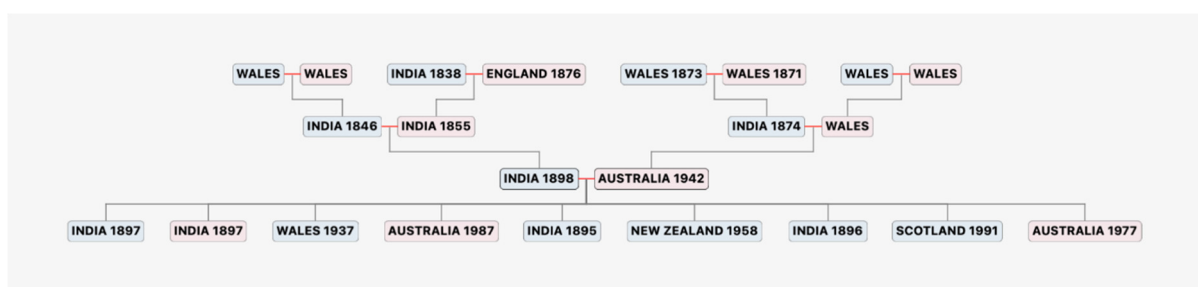 WALES WALES INDIA 1838 ENGLAND 1876 WALES 1873 WALES 1871 WALES WALES
INDIA 1846 INDIA 1855 INDIA 1874 WALES
INDIA 1898 AUSTRALIA 1942
INDIA 1897 INDIA 1897 WALES 1937 AUSTRALIA 1987 INDIA 1895 NEW ZEALAND 1958 INDIA 1896 SCOTLAND 1991 AUSTRALIA 1977